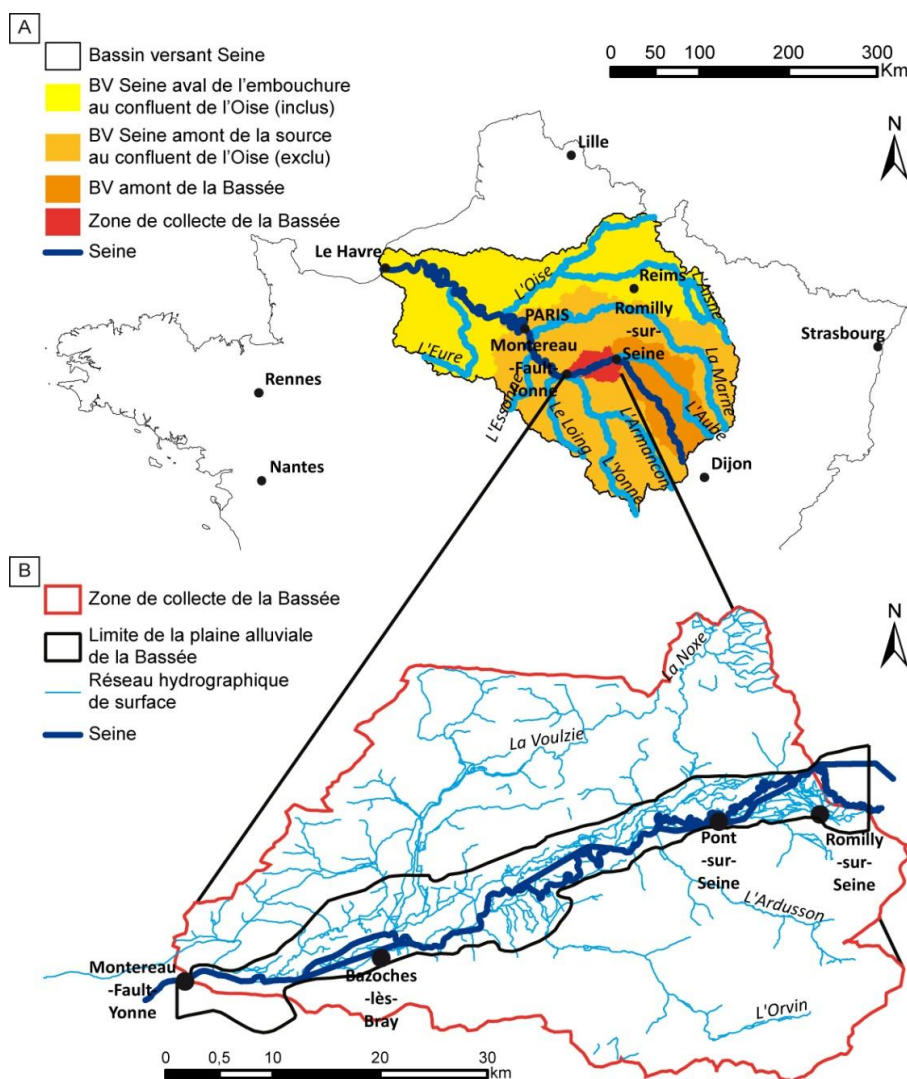 A
Bassin versant Seine
BV Seine aval de l'embouchure
au confluent de l'Oise (inclus)
BV Seine amont de la source
au confluent de l'Oise (exclu)
BV amont de la Bassée
Zone de collecte de la Bassée
Seine
0 50 100 200 300
Km
N
Lille
Le Havre
L'Oise
Reims
L'Aisne
PARIS
Romilly
-sur-
Seine
Strasbourg
L'Eure
Montereau
-Fault-
Yonne
La Marne
Rennes
L'Essonne
Le Loing
L'Armancon
L'Aube
L'Yonne
Nantes
Dijon
B
Zone de collecte de la Bassée
Limite de la plaine alluviale
de la Bassée
Réseau hydrographique
de surface
Seine
N
La Noxe
La Voulzie
Pont
-sur-
Seine
Romilly
-sur-
Seine
L'Ardusson
Montereau
-Fault-
Yonne
Bazoches
-lès-
Bray
L'Orvin
0 0,5 10 20 30
km